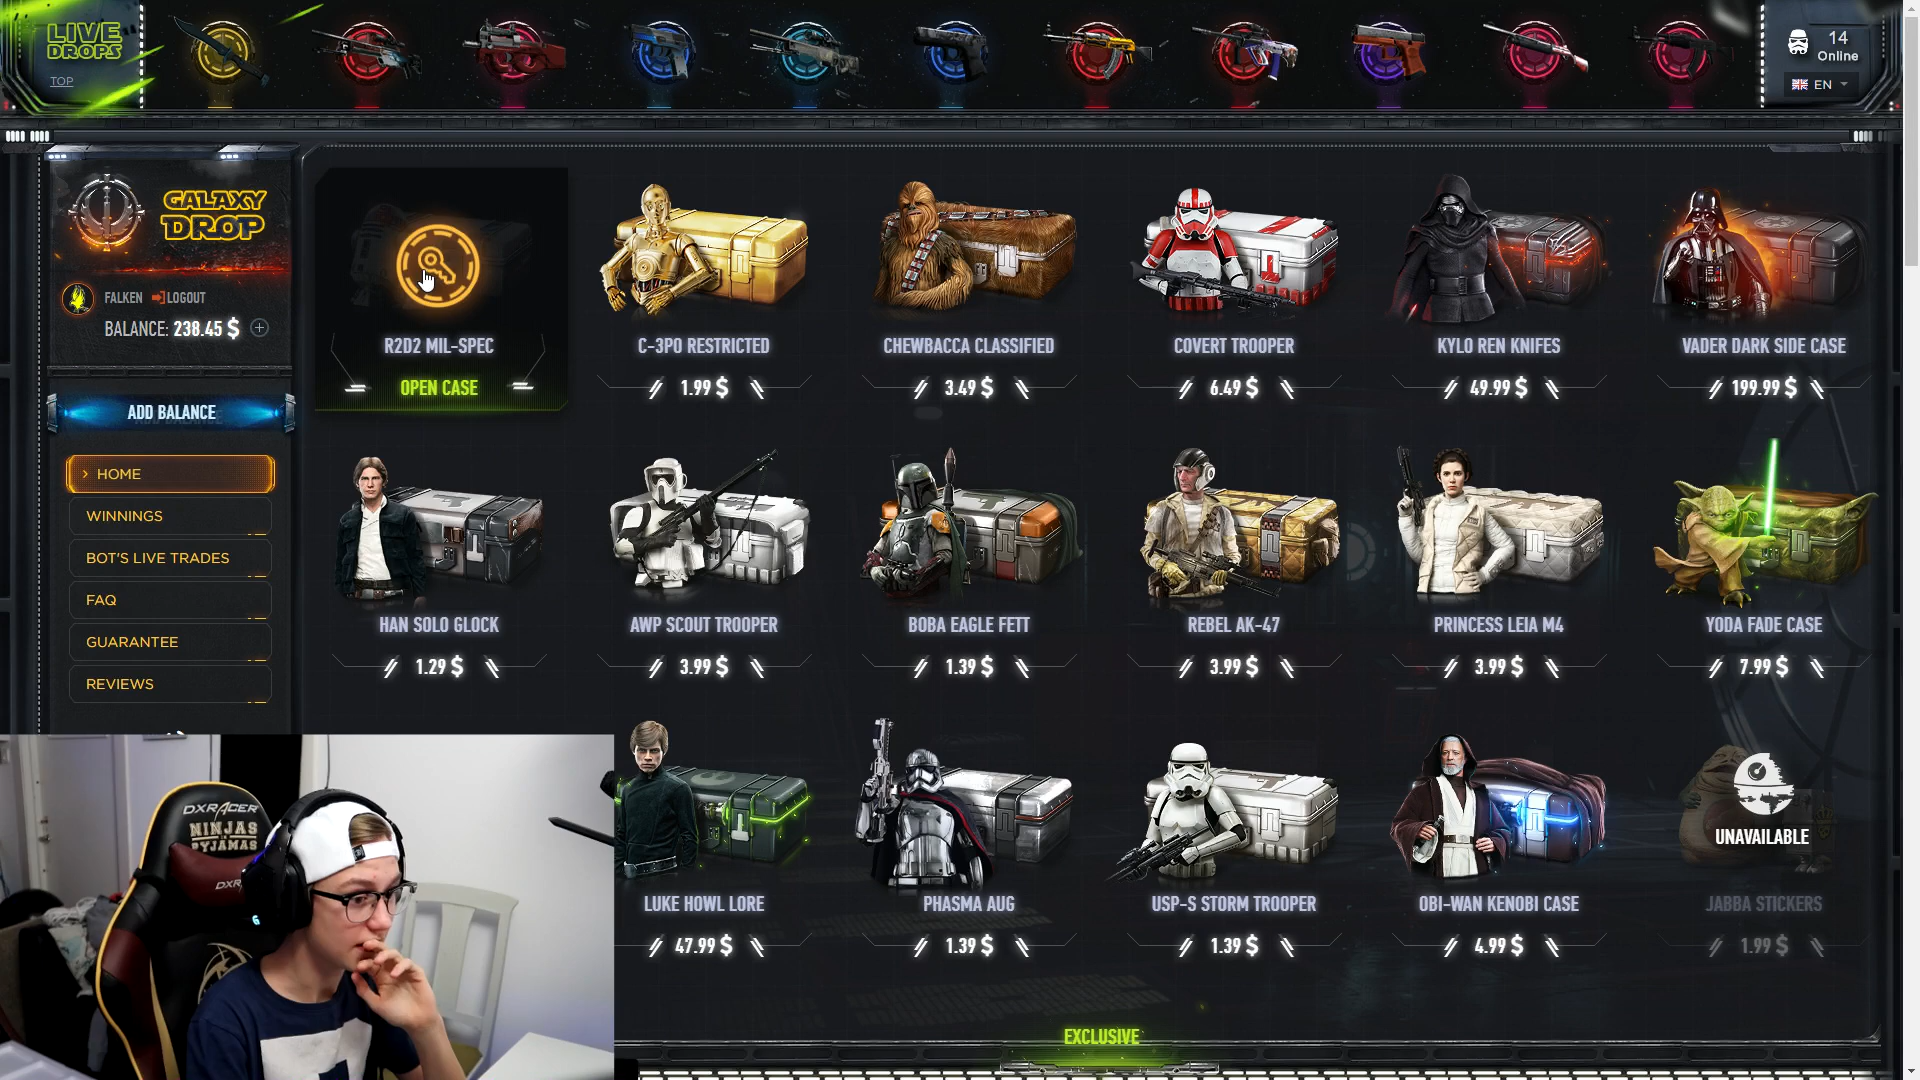 LIVE
DROPS
TOP
14
Online
EN
GALAXY
DROP
FALKEN LOGOUT
BALANCE: 238.45 $
ADD BALANCE
HOME
WINNINGS
BOT'S LIVE TRADES
FAQ
GUARANTEE
REVIEWS
R2D2 MIL-SPEC
OPEN CASE
C-3PO RESTRICTED
1.99 $
CHEWBACCA CLASSIFIED
3.49 $
COVERT TROOPER
6.49 $
KYLO REN KNIFES
49.99 $
VADER DARK SIDE CASE
199.99 $
HAN SOLO GLOCK
1.29 $
AWP SCOUT TROOPER
3.99 $
BOBA EAGLE FETT
1.39 $
REBEL AK-47
3.99 $
PRINCESS LEIA M4
3.99 $
YODA FADE CASE
7.99 $
LUKE HOWL LORE
47.99 $
PHASMA AUG
1.39 $
USP-S STORM TROOPER
1.39 $
OBI-WAN KENOBI CASE
4.99 $
UNAVAILABLE
JABBA STICKERS
1.99 $
EXCLUSIVE
DXRACER
NINJAS
IN
PYJAMAS
DXR
G